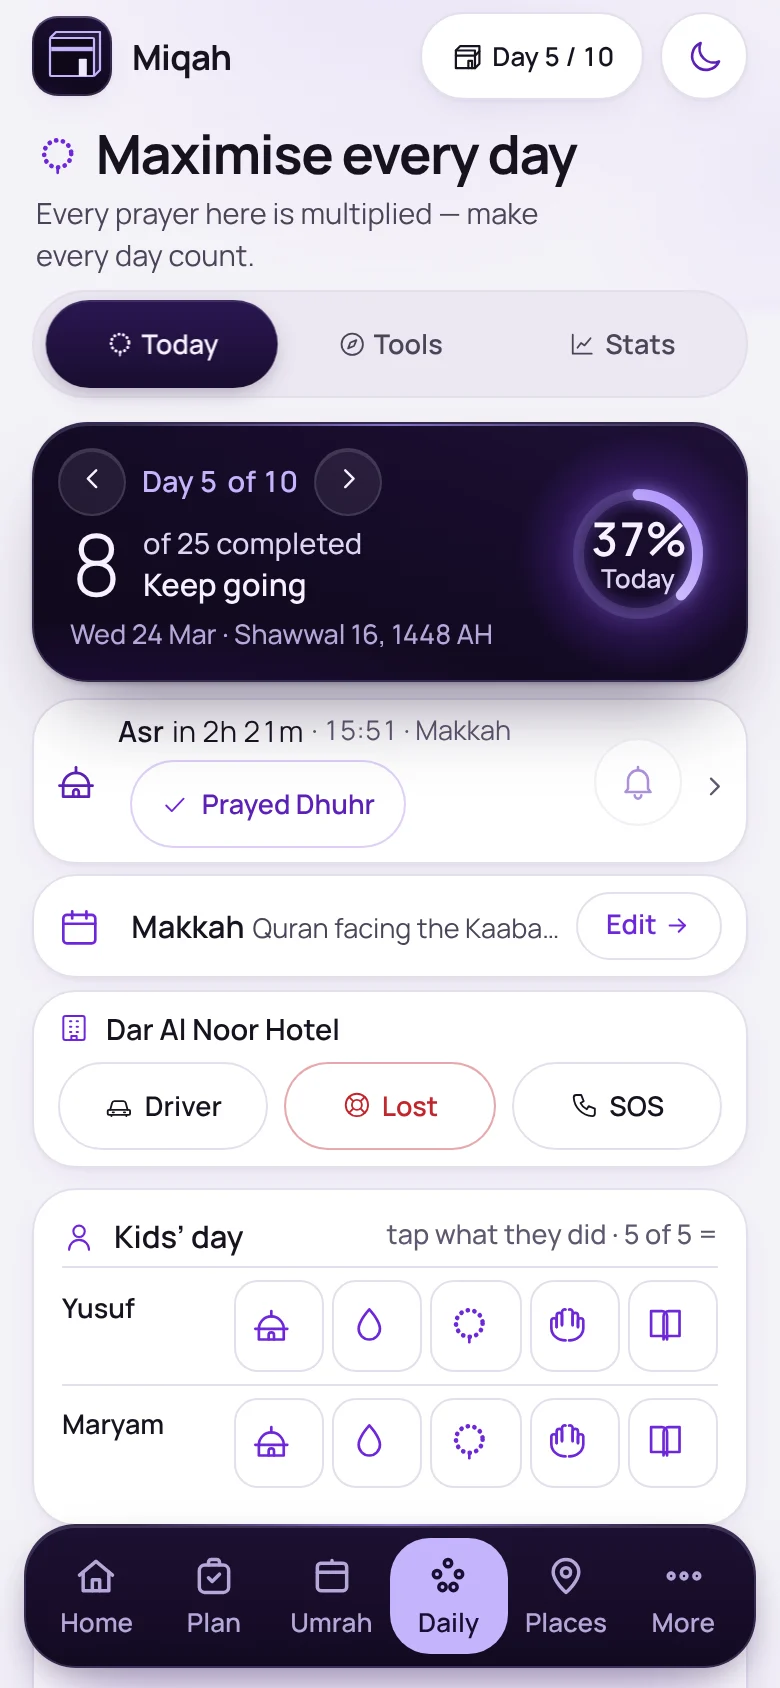 Miqah
Day 5 / 10
Maximise every day
Every prayer here is multiplied — make
every day count.
Today
Tools
Stats
Day 5 of 10
8
of 25 completed
Keep going
Wed 24 Mar · Shawwal 16, 1448 AH
37%
Today
Asr in 2h 21m · 15:51 · Makkah
Prayed Dhuhr
Makkah Quran facing the Kaaba...
Edit →
Dar Al Noor Hotel
Driver
Lost
SOS
Kids’ day
tap what they did · 5 of 5 =
Yusuf
Maryam
Home
Plan
Umrah
Daily
Places
More